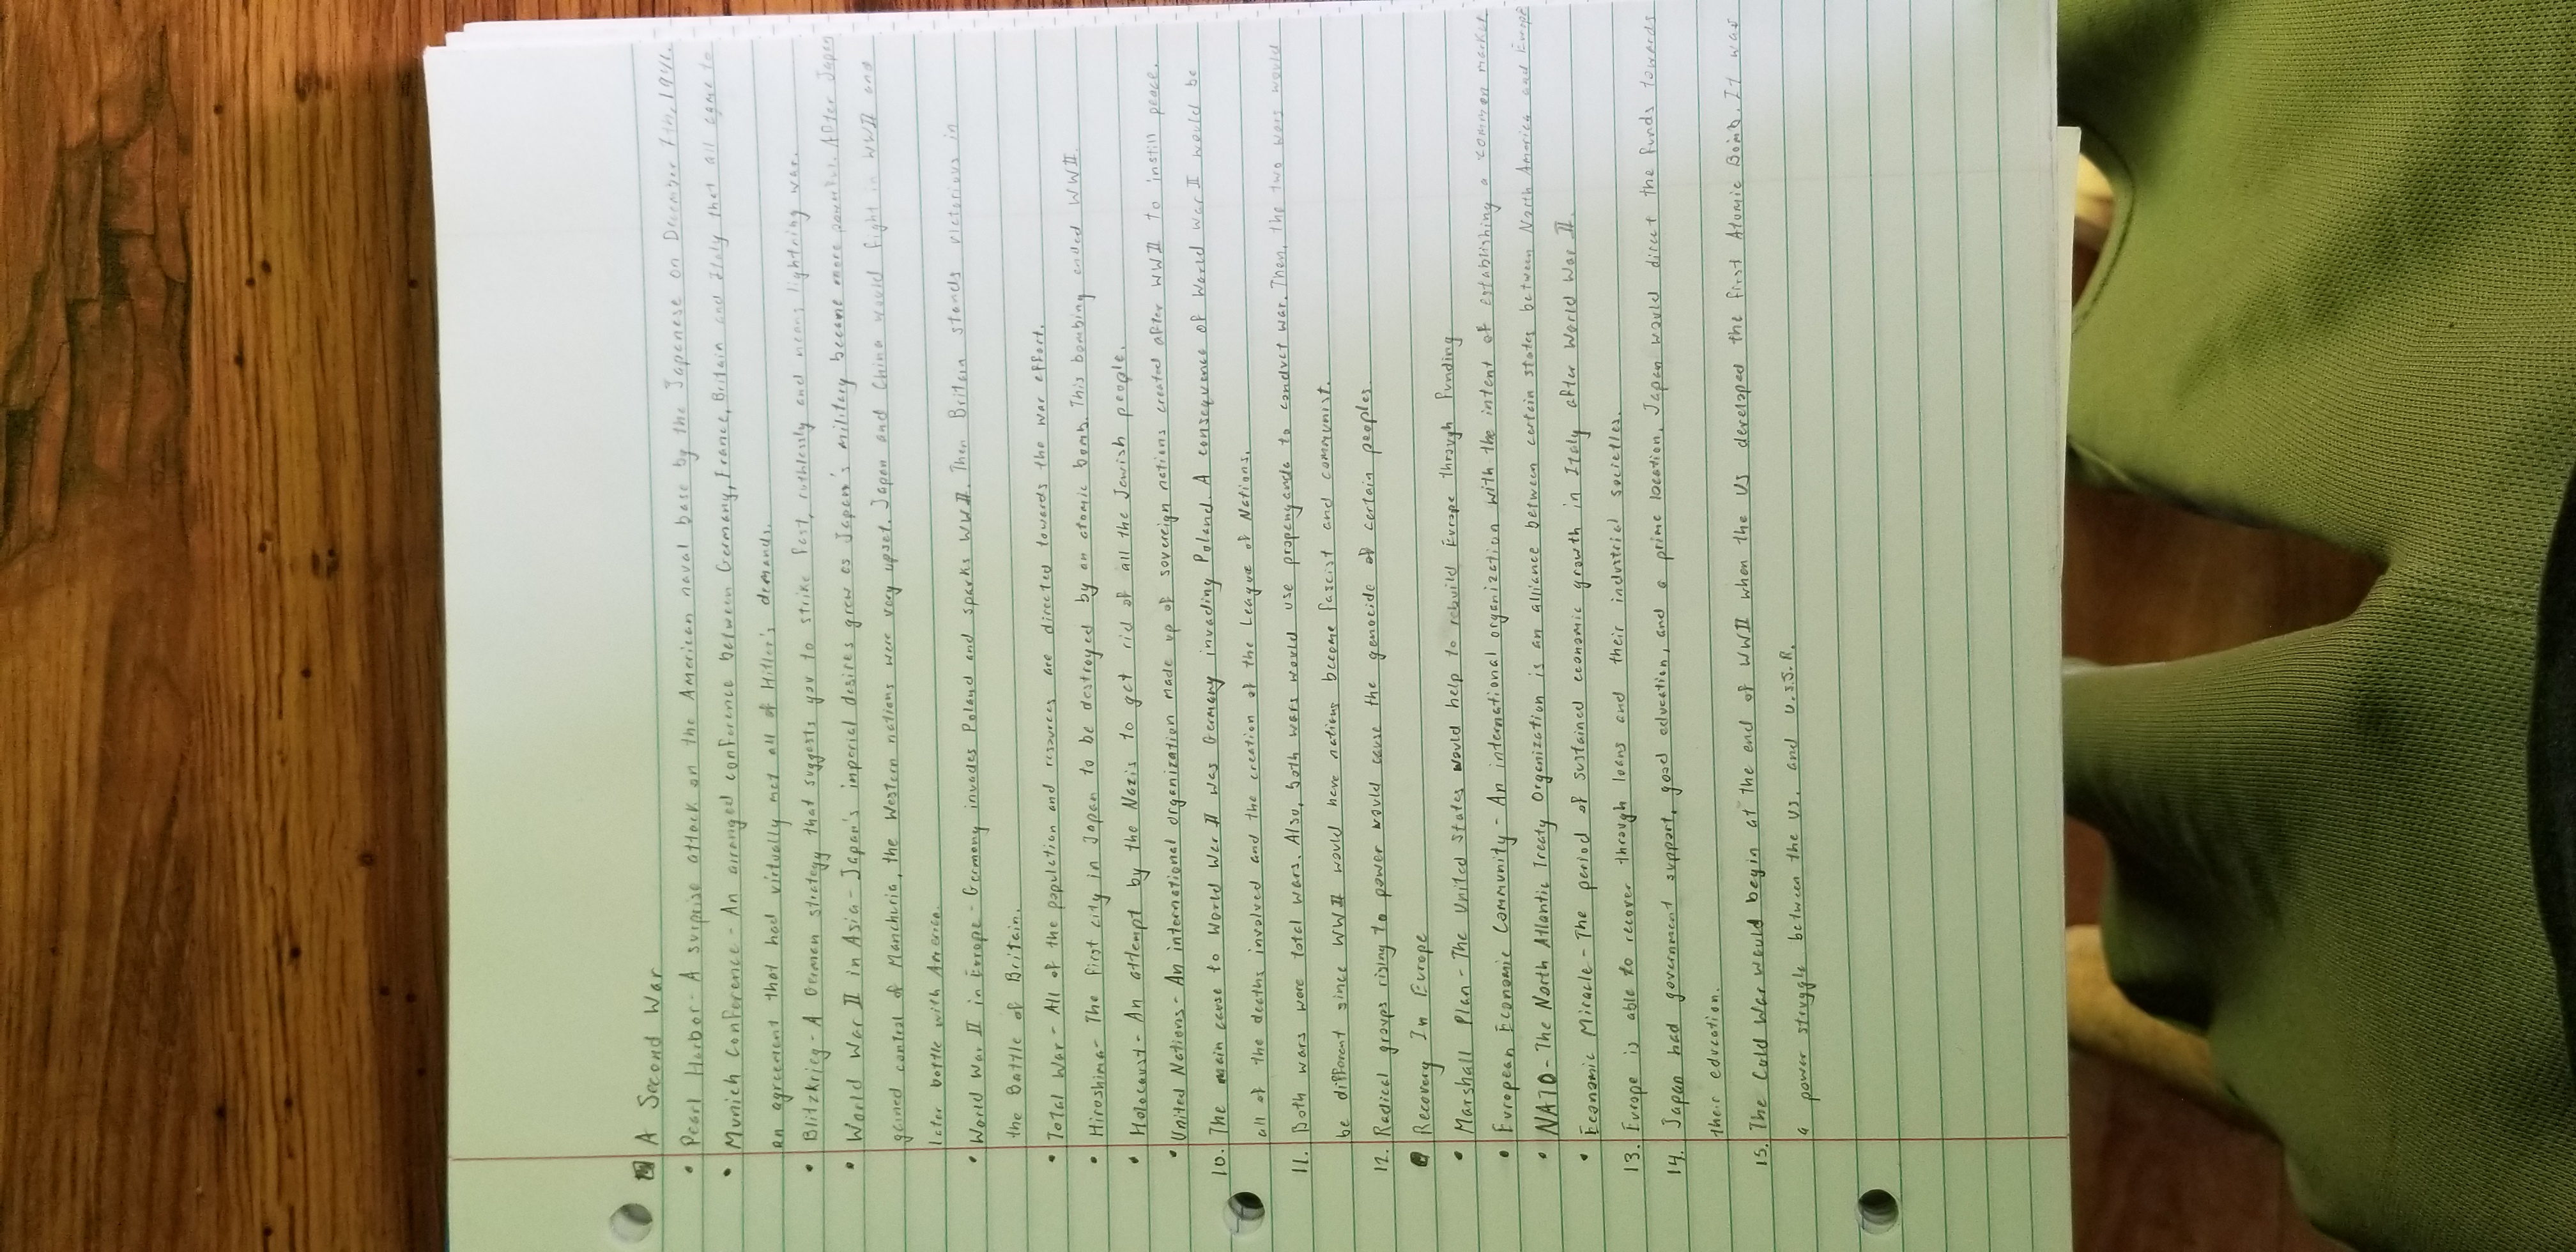 A Second War
• Pearl Harbor - A surprise attack on the American naval base by the Japanese on December 7th, 1941.
• Munich Conference - An arranged conference between Germany, France, Britain and Italy that all came to
an agreement that had virtually met all of Hitler's demands.
• Blitzkrieg - A German strategy that suggests you to strike fast, ruthlessly and means lightning war.
• World War II in Asia - Japan's imperial desires grew as Japan's military became more powerful. After Japan
gained control of Manchuria, the Western nations were very upset. Japan and China would fight in WWII and
later battle with America.
• World War II in Europe - Germany invades Poland and sparks WWII. Then Britain stands victorious in
the Battle of Britain.
• Total War - All of the population and resources are directed towards the war effort.
• Hiroshima - The first city in Japan to be destroyed by an atomic bomb. This bombing ended WWII.
• Holocaust - An attempt by the Nazis to get rid of all the Jewish people.
• United Nations - An international organization made up of sovereign nations created after WWII to instill peace.
10. The main cause to World War II was Germany invading Poland. A consequence of World War II would be
all of the deaths involved and the creation of the League of Nations.
11. Both wars were total wars. Also, both wars would use propenganda to conduct war. Then, the two wars would
be different since WWII would have nations become fascist and communist.
12. Radical groups rising to power would cause the genocide of certain peoples.
Recovery In Europe
• Marshall Plan - The United States would help to rebuild Europe through funding
• European Economic Community - An international organization with the intent of establishing a common market.
• NATO - The North Atlantic Treaty Organization is an alliance between certain states between North America and Europe
• Economic Miracle - The period of sustained economic growth in Italy after World War II.
13. Europe is able to recover through loans and their industrial societies.
14. Japan had government support, good education, and a prime location. Japan would direct the funds towards
their education.
15. The Cold War would begin at the end of WWII when the US developed the first Atomic Bomb. It was
a power struggle between the US. and U.S.S.R.